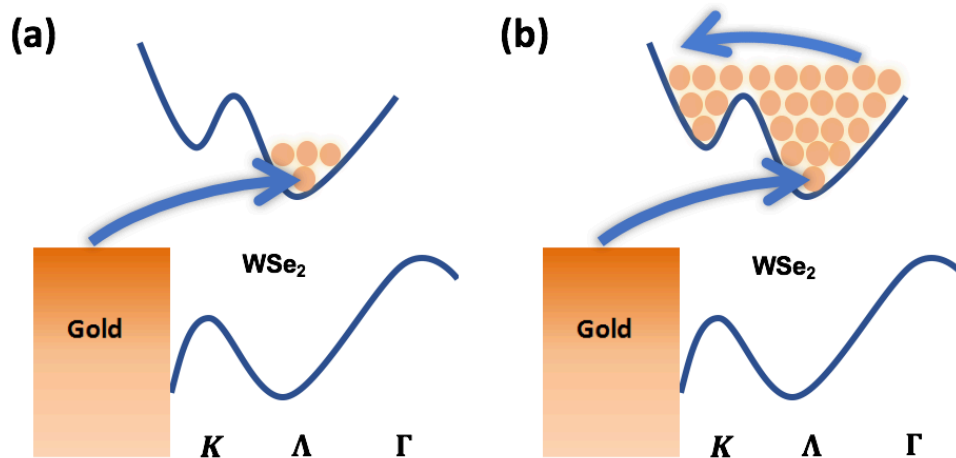 (a)
(b)
WSe₂
WSe₂
Gold
Gold
K Λ Γ
K Λ Γ